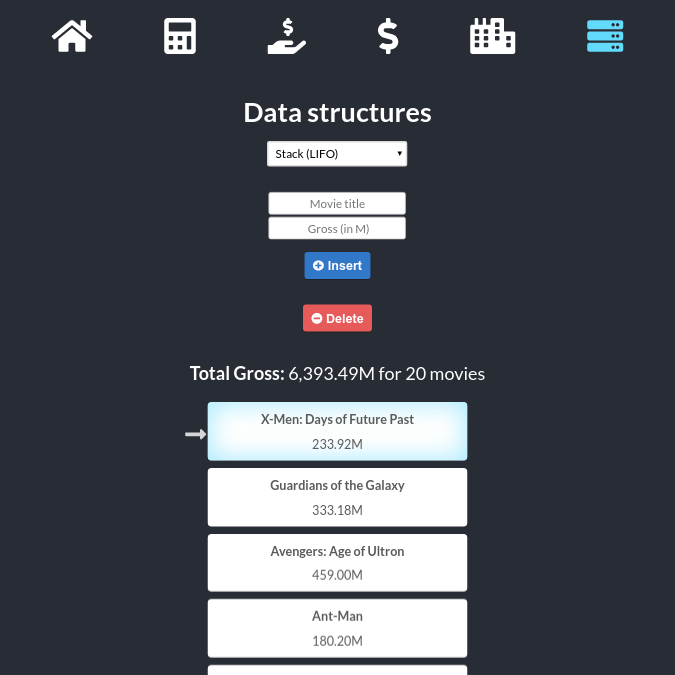 Data structures
Stack (LIFO)
Movie title
Gross (in M)
Insert
Delete
Total Gross: 6,393.49M for 20 movies
X-Men: Days of Future Past
233.92M
Guardians of the Galaxy
333.18M
Avengers: Age of Ultron
459.00M
Ant-Man
180.20M